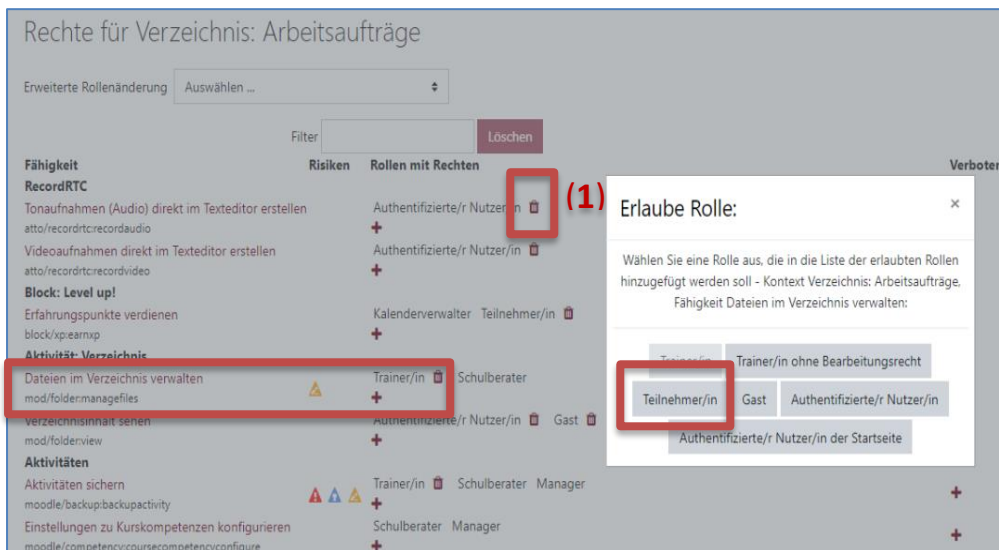 Rechte für Verzeichnis: Arbeitsaufträge
Erweiterte Rollenänderung Auswählen ...
Filter Löschen
Fähigkeit Risiken Rollen mit Rechten Verboten
RecordRTC
Tonaufnahmen (Audio) direkt im Texteditor erstellen Authentifizierte/r Nutzer/in (1)
atto/recordrtc:recordaudio
Videoaufnahmen direkt im Texteditor erstellen Authentifizierte/r Nutzer/in
atto/recordrtc:recordvideo
Block: Level up!
Erfahrungspunkte verdienen Kalenderverwalter Teilnehmer/in
block/xp:earnxp
Aktivität: Verzeichnis
Dateien im Verzeichnis verwalten Trainer/in Schulberater
mod/folder:managefiles
Verzeichnisinhalt sehen Authentifizierte/r Nutzer/in Gast
mod/folder:view
Aktivitäten
Aktivitäten sichern Trainer/in Schulberater Manager
moodle/backup:backupactivity
Einstellungen zu Kurskompetenzen konfigurieren Schulberater Manager
moodle/competency:coursecompetencyconfigure
Erlaube Rolle: ×
Wählen Sie eine Rolle aus, die in die Liste der erlaubten Rollen
hinzugefügt werden soll - Kontext Verzeichnis: Arbeitsaufträge,
Fähigkeit Dateien im Verzeichnis verwalten:
Trainer/in Trainer/in ohne Bearbeitungsrecht
Teilnehmer/in Gast Authentifizierte/r Nutzer/in
Authentifizierte/r Nutzer/in der Startseite